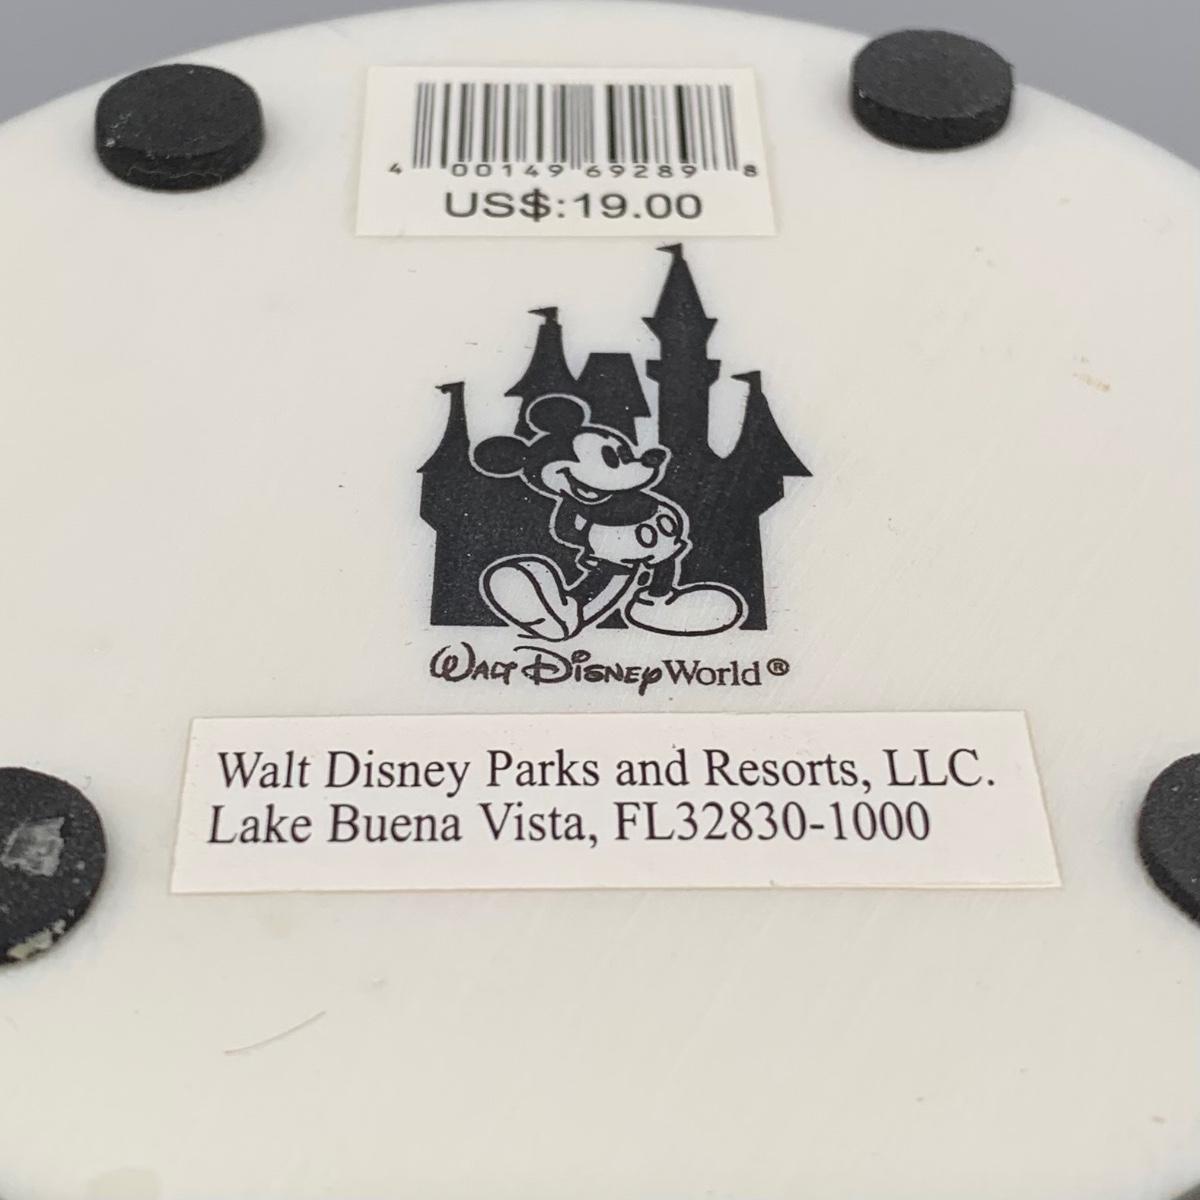 4 00149 69289 8
US$:19.00
Walt Disney World®
Walt Disney Parks and Resorts, LLC.
Lake Buena Vista, FL32830-1000